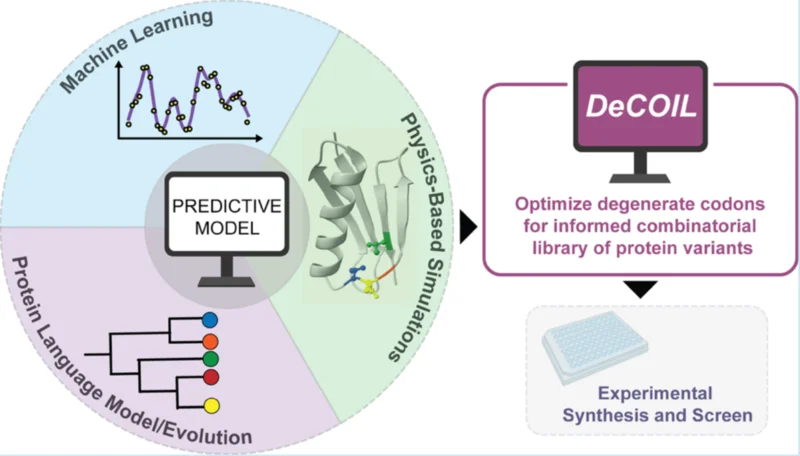 Machine Learning
PREDICTIVE
MODEL
Physics-Based Simulations
Protein Language Model/Evolution
DeCOIL
Optimize degenerate codons
for informed combinatorial
library of protein variants
Experimental
Synthesis and Screen